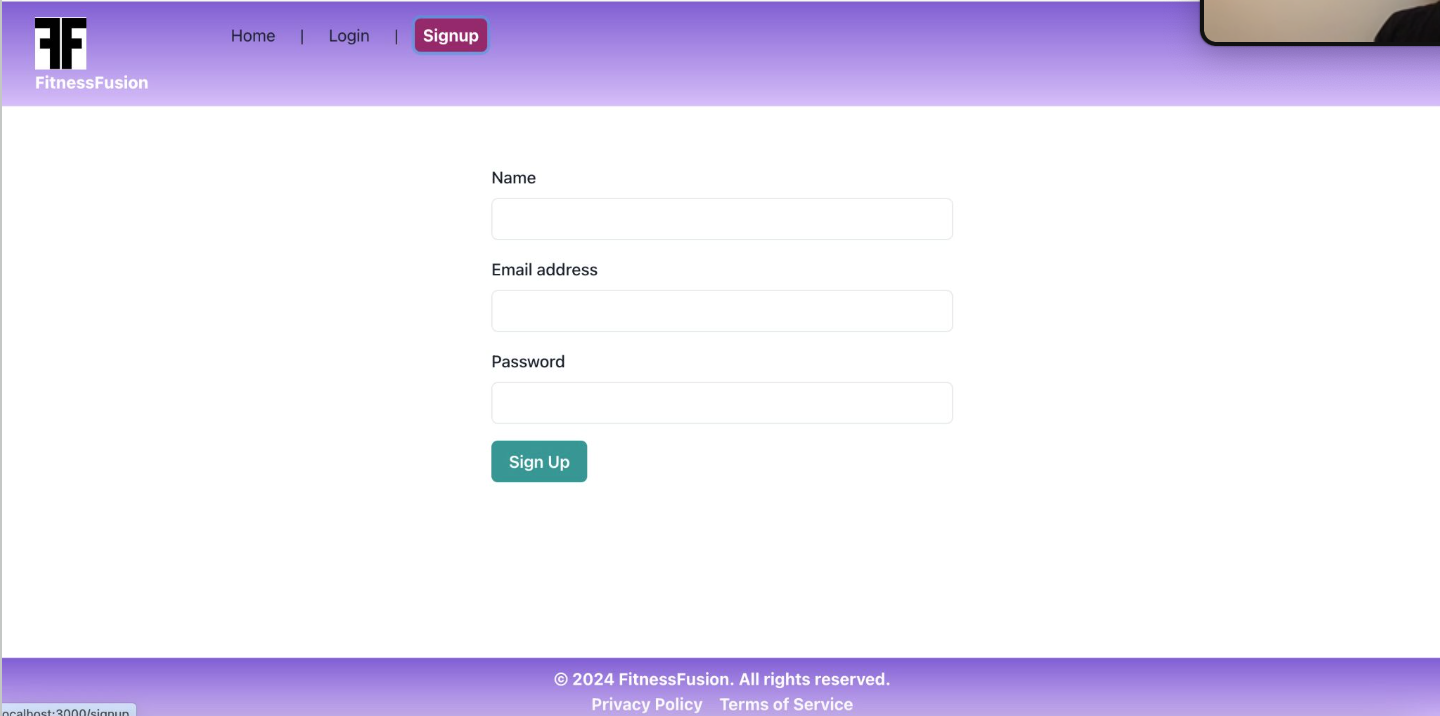 Home | Login | Signup
FitnessFusion
Name
Email address
Password
Sign Up
© 2024 FitnessFusion. All rights reserved.
Privacy Policy Terms of Service
ocalhost:3000/signup